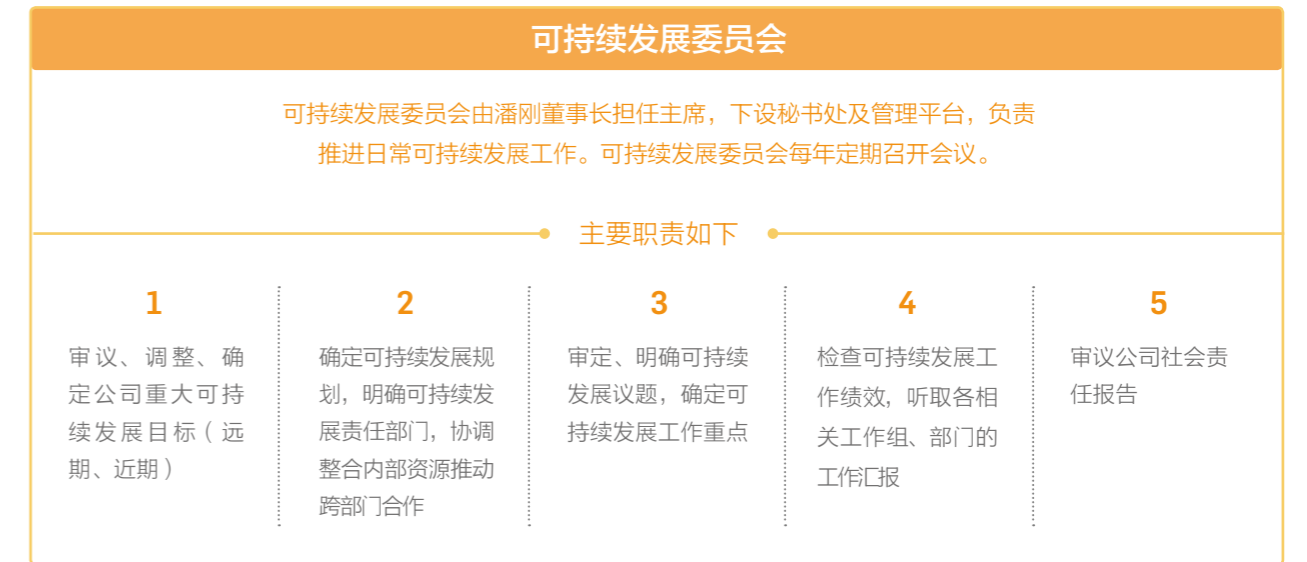 可持续发展委员会
可持续发展委员会由潘刚董事长担任主席，下设秘书处及管理平台，负责
推进日常可持续发展工作。可持续发展委员会每年定期召开会议。
主要职责如下
1
审议、调整、确
定公司重大可持
续发展目标（远
期、近期）
2
确定可持续发展规
划，明确可持续发
展责任部门，协调
整合内部资源推动
跨部门合作
3
审定、明确可持续
发展议题，确定可
持续发展工作重点
4
检查可持续发展工
作绩效，听取各相
关工作组、部门的
工作汇报
5
审议公司社会责
任报告